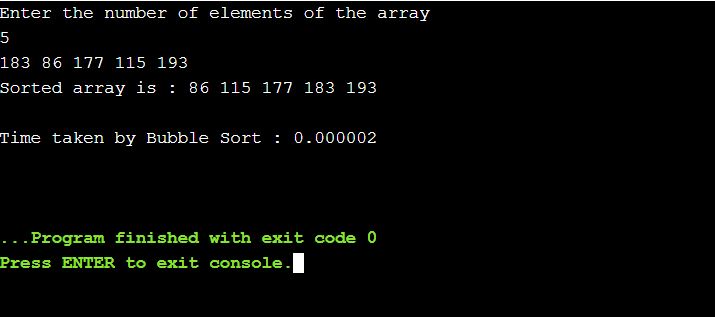 Enter the number of elements of the array
5
183 86 177 115 193
Sorted array is : 86 115 177 183 193
Time taken by Bubble Sort : 0.000002
...Program finished with exit code 0
Press ENTER to exit console.